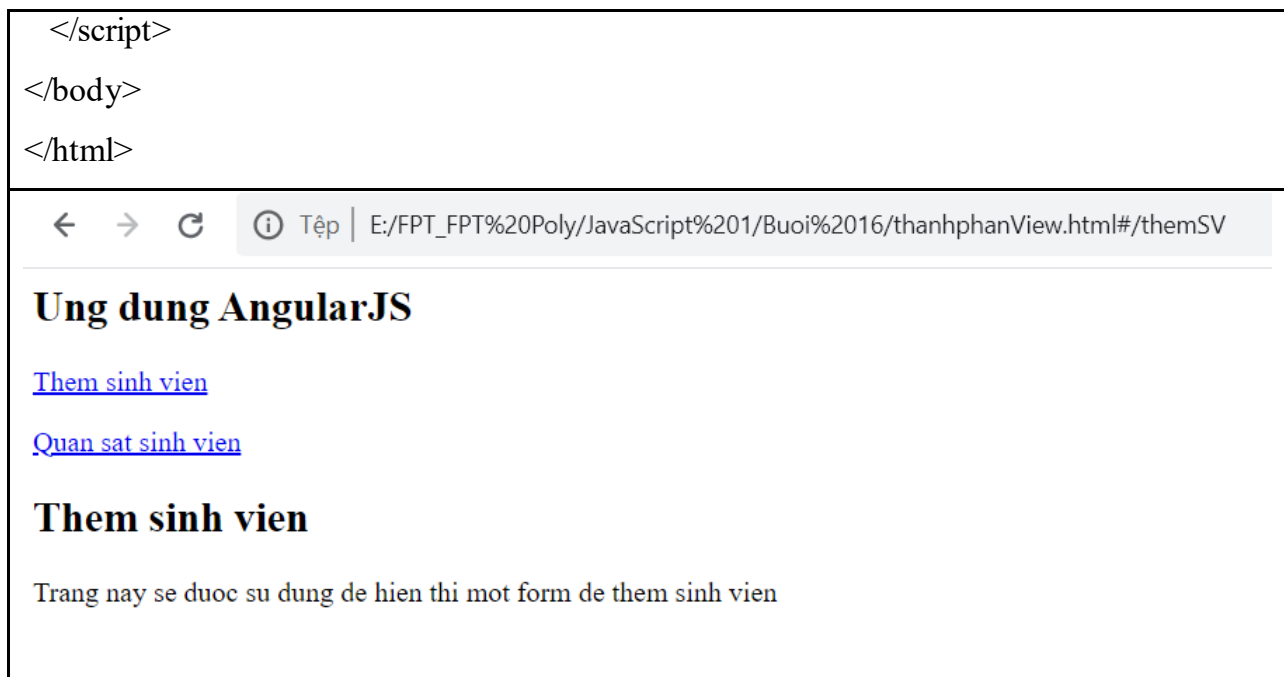 </script>
</body>
</html>
Tệp | E:/FPT_FPT%20Poly/JavaScript%201/Buoi%2016/thanhphanView.html#/themSV
Ung dung AngularJS
Them sinh vien
Quan sat sinh vien
Them sinh vien
Trang nay se duoc su dung de hien thi mot form de them sinh vien